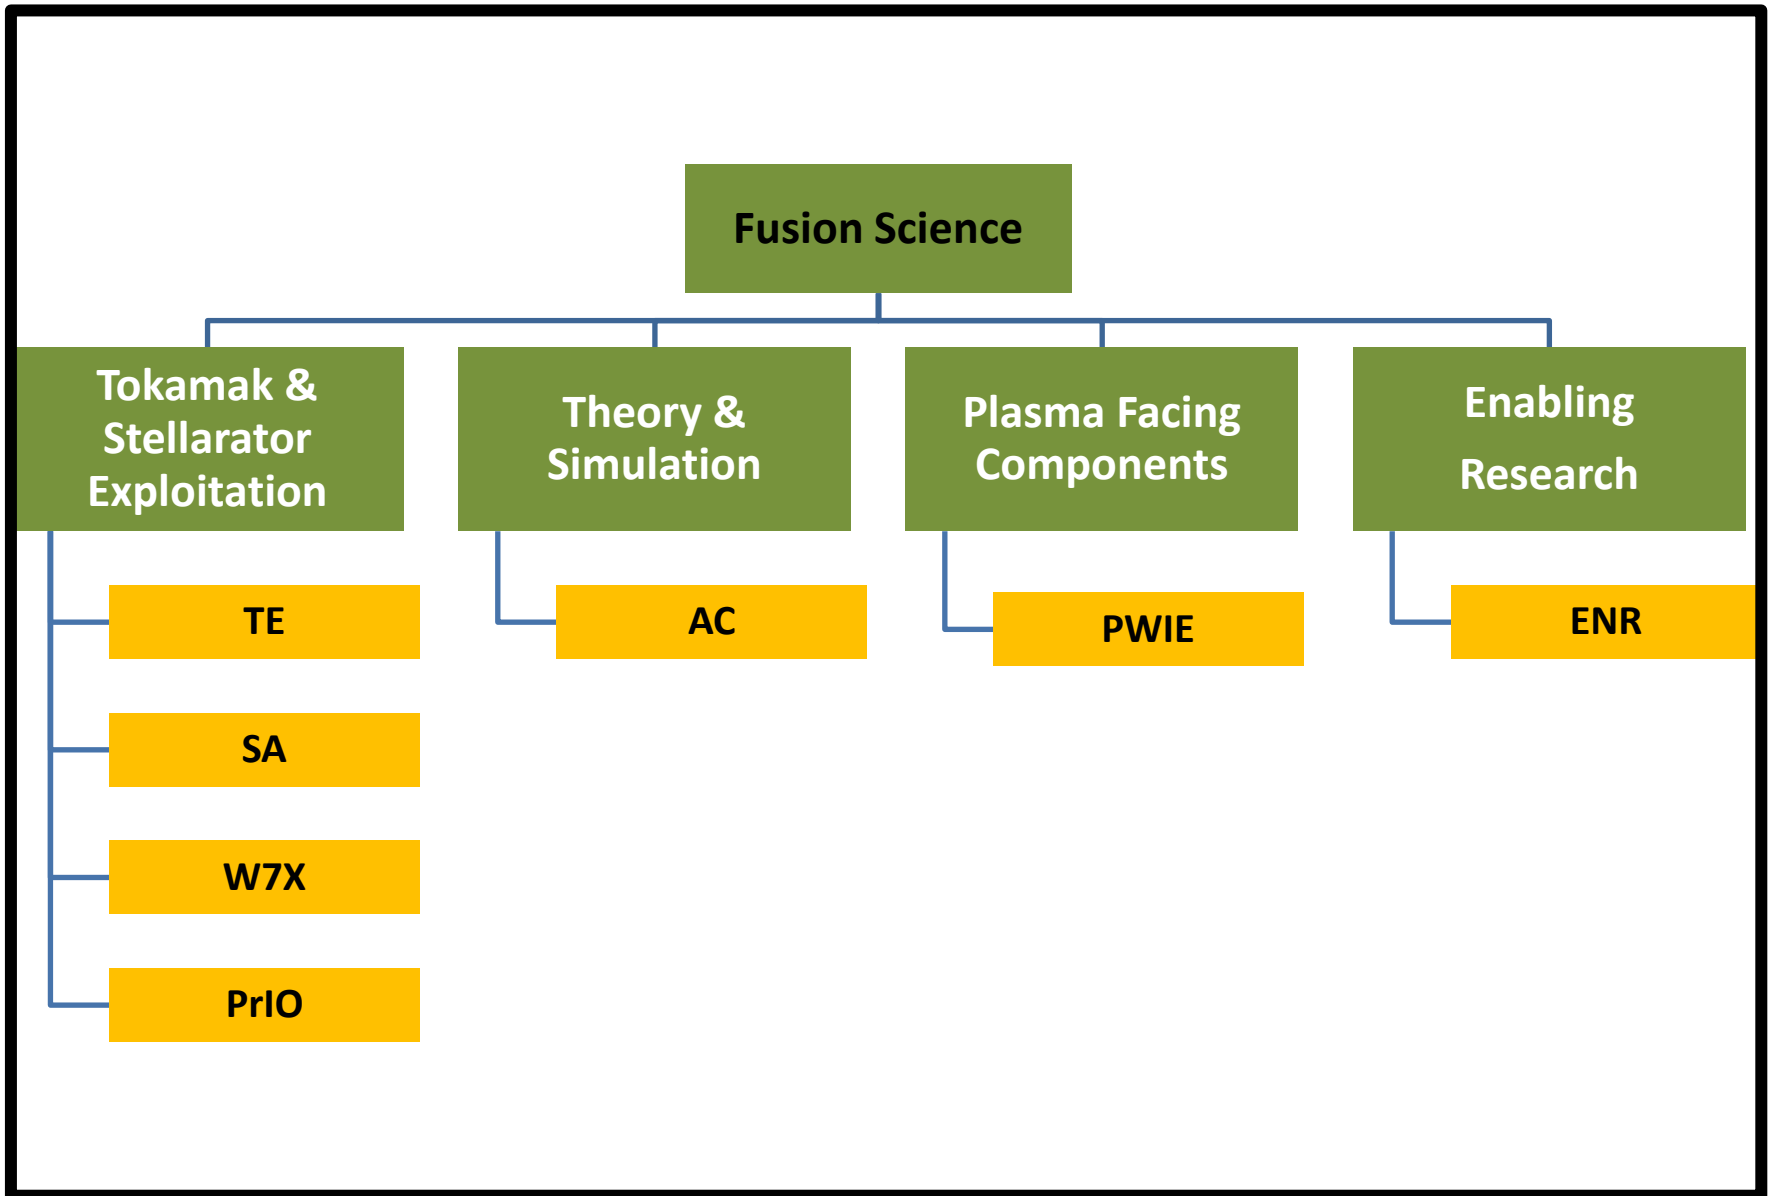 Fusion Science
Tokamak &
Stellarator
Exploitation
Theory &
Simulation
Plasma Facing
Components
Enabling
Research
TE
SA
W7X
PrIO
AC
PWIE
ENR